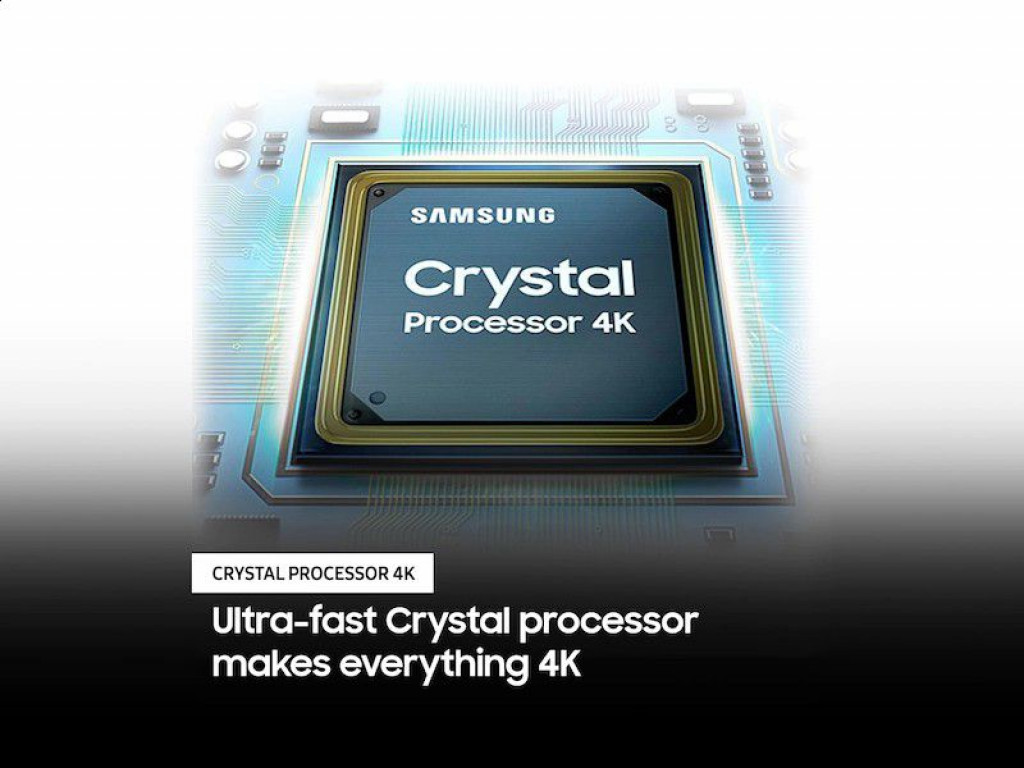 SAMSUNG
Crystal
Processor 4K
CRYSTAL PROCESSOR 4K
Ultra-fast Crystal processor
makes everything 4K